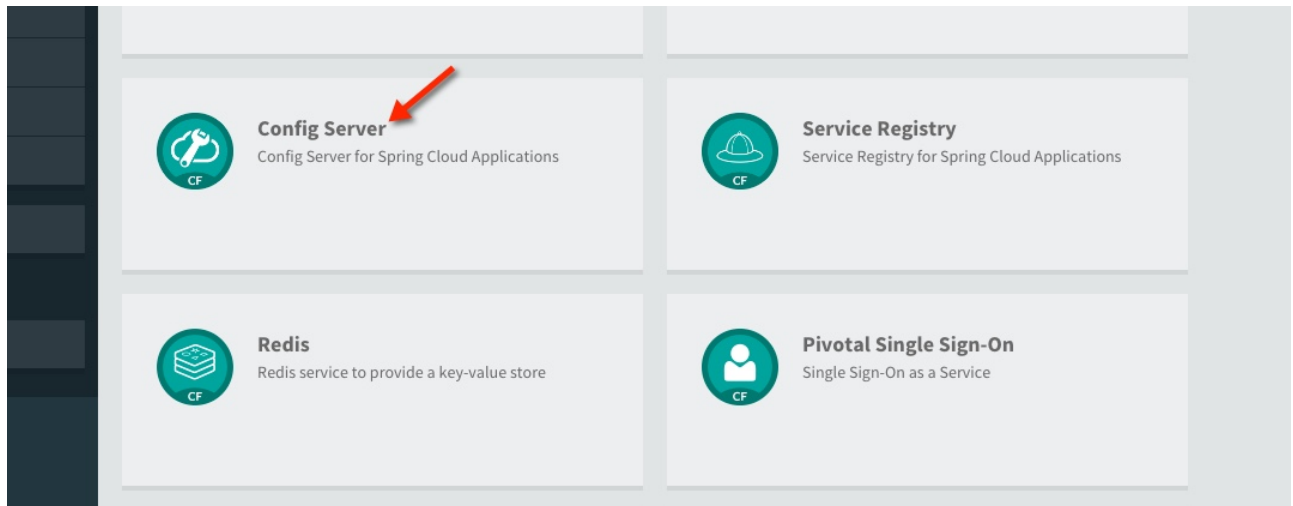 Config Server
Config Server for Spring Cloud Applications
CF
Service Registry
Service Registry for Spring Cloud Applications
CF
Redis
Redis service to provide a key-value store
CF
Pivotal Single Sign-On
Single Sign-On as a Service
CF